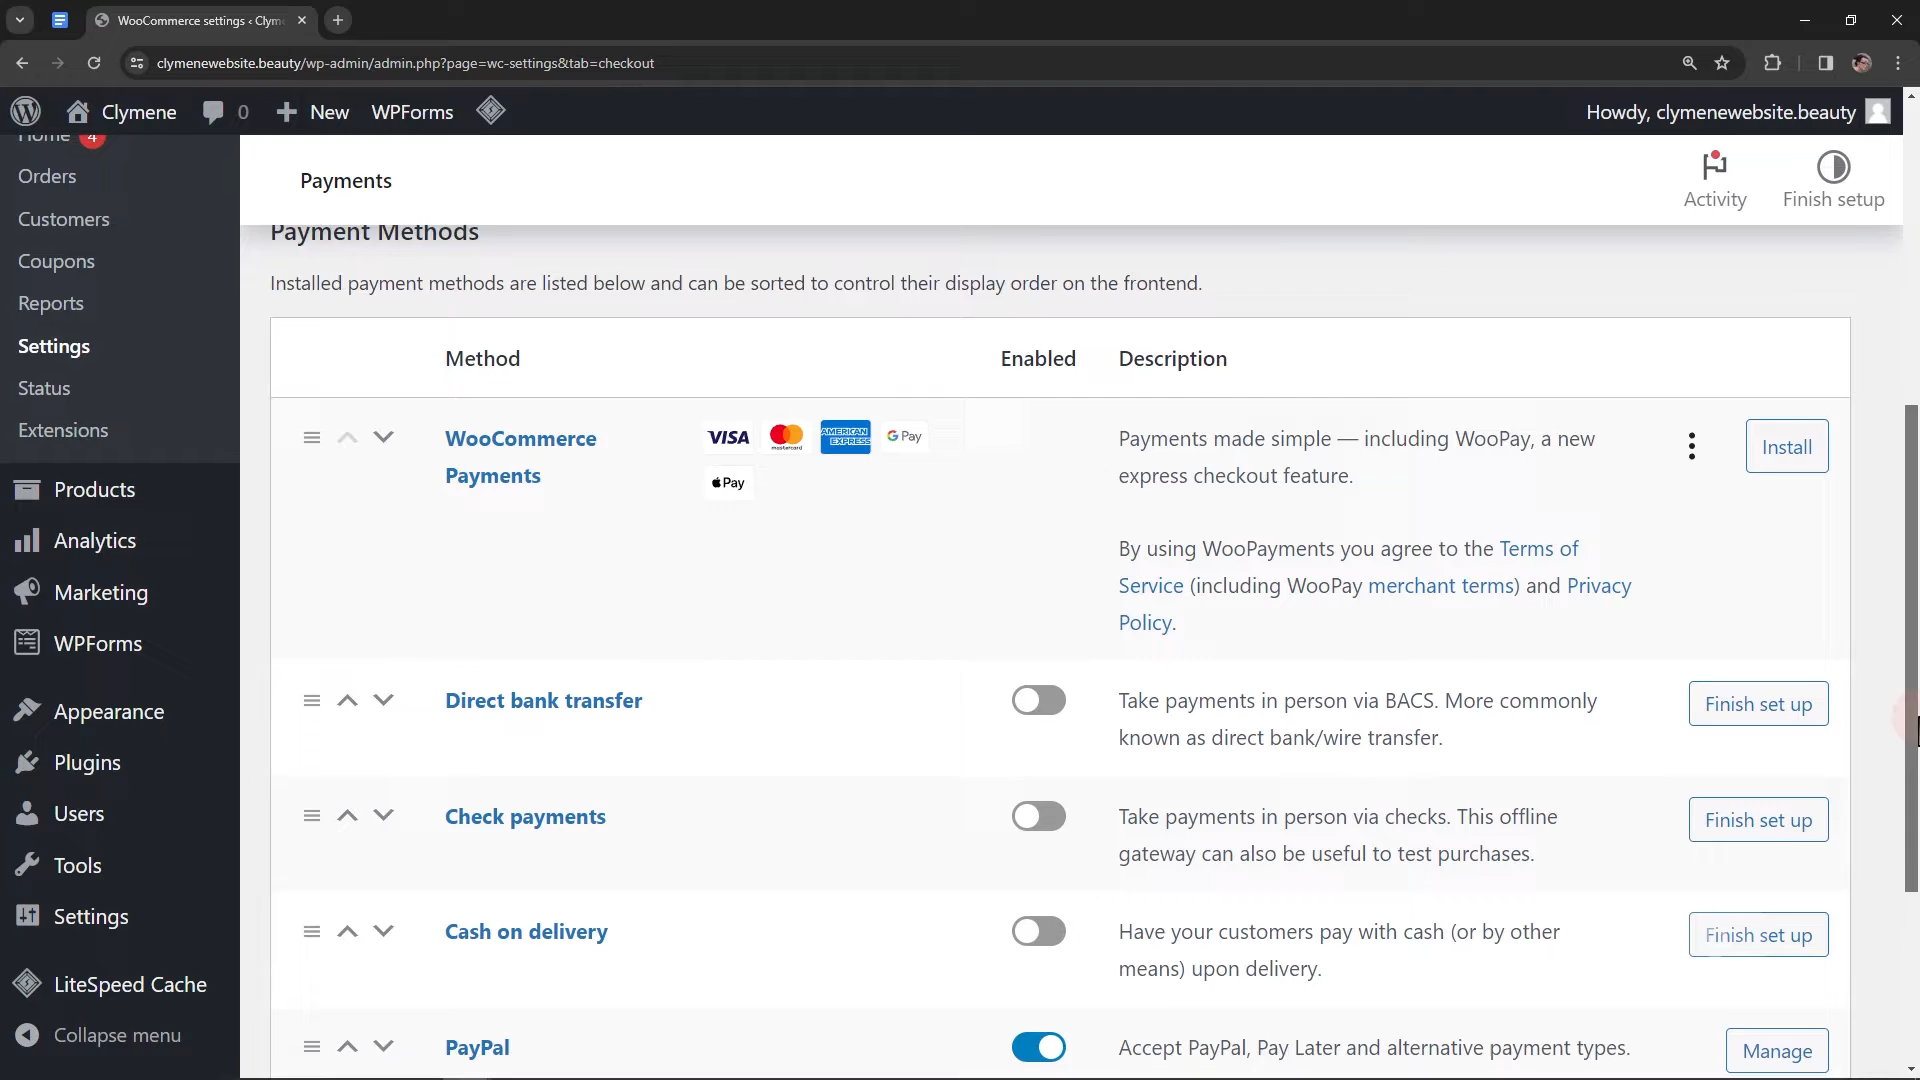 WooCommerce settings ‹ Clym
clymenewebsite.beauty/wp-admin/admin.php?page=wc-settings&tab=checkout
Clymene
0
New
WPForms
Howdy, clymenewebsite.beauty
Home 4
Orders
Customers
Coupons
Reports
Settings
Status
Extensions
Products
Analytics
Marketing
WPForms
Appearance
Plugins
Users
Tools
Settings
LiteSpeed Cache
Collapse menu
Payments
Activity
Finish setup
Payment Methods
Installed payment methods are listed below and can be sorted to control their display order on the frontend.
Method
Enabled
Description
WooCommerce
Payments
VISA
mastercard
AMERICAN
EXPRESS
G Pay
Pay
Payments made simple — including WooPay, a new
express checkout feature.
By using WooPayments you agree to the Terms of
Service (including WooPay merchant terms) and Privacy
Policy.
Install
Direct bank transfer
Take payments in person via BACS. More commonly
known as direct bank/wire transfer.
Finish set up
Check payments
Take payments in person via checks. This offline
gateway can also be useful to test purchases.
Finish set up
Cash on delivery
Have your customers pay with cash (or by other
means) upon delivery.
Finish set up
PayPal
Accept PayPal, Pay Later and alternative payment types.
Manage